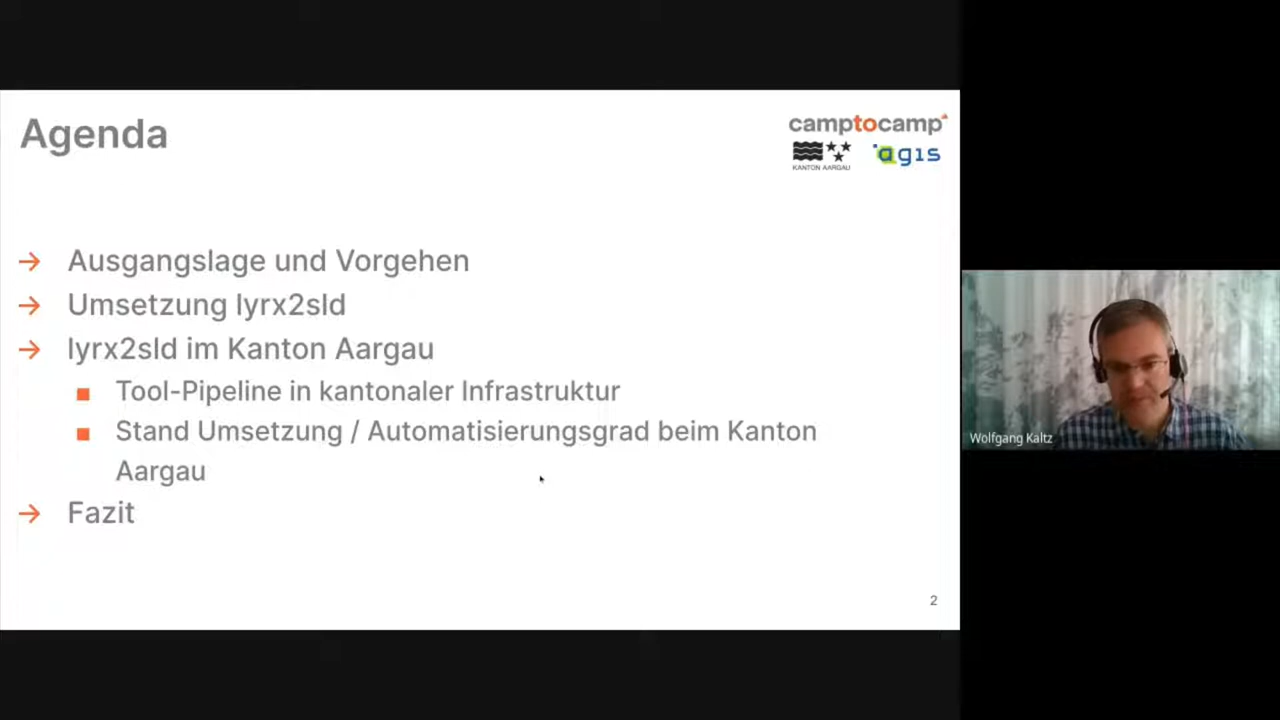 Agenda
camptocamp
KANTON AARGAU
agis
→ Ausgangslage und Vorgehen
→ Umsetzung lyrx2sld
→ lyrx2sld im Kanton Aargau
■ Tool-Pipeline in kantonaler Infrastruktur
■ Stand Umsetzung / Automatisierungsgrad beim Kanton
Aargau
→ Fazit
2
Wolfgang Kaltz